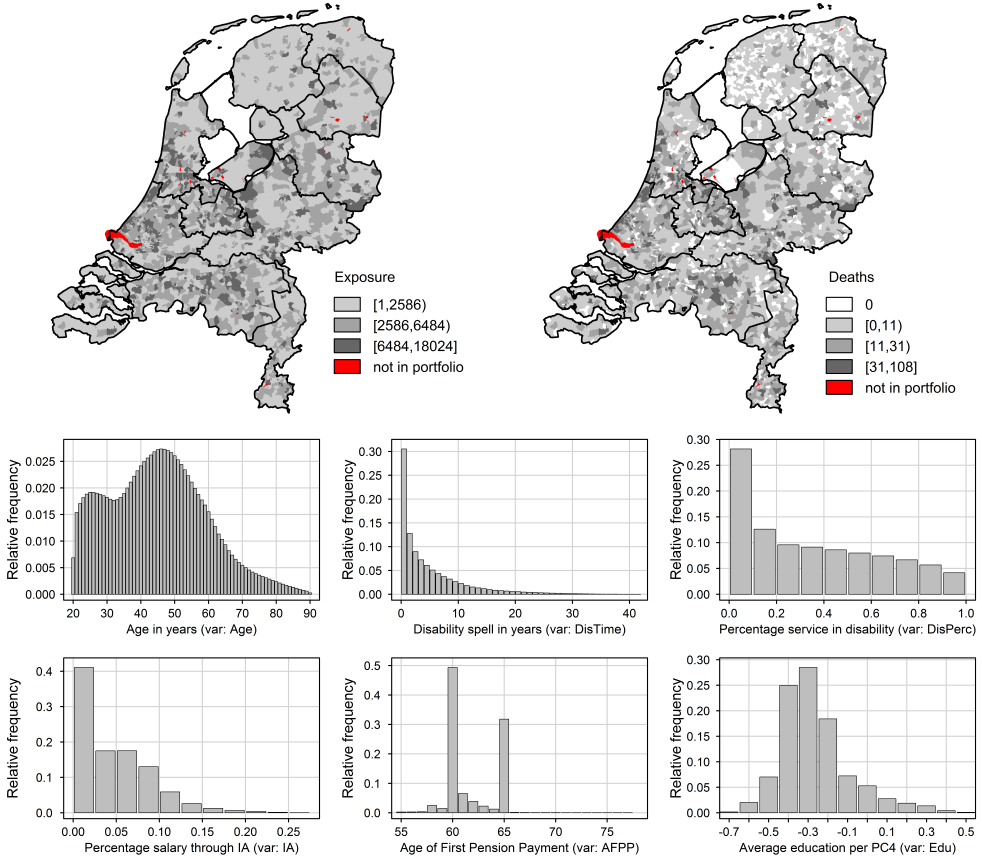 Exposure
[1,2586)
[2586,6484)
[6484,18024]
not in portfolio
Deaths
0
[0,11)
[11,31)
[31,108]
not in portfolio
Relative frequency
0.025
0.020
0.015
0.010
0.005
0.000
20 30 40 50 60 70 80 90
Age in years (var: Age)
Relative frequency
0.30
0.25
0.20
0.15
0.10
0.05
0.00
0 10 20 30 40
Disability spell in years (var: DisTime)
Relative frequency
0.30
0.25
0.20
0.15
0.10
0.05
0.00
0.0 0.2 0.4 0.6 0.8 1.0
Percentage service in disability (var: DisPerc)
Relative frequency
0.4
0.3
0.2
0.1
0.0
0.00 0.05 0.10 0.15 0.20 0.25
Percentage salary through IA (var: IA)
Relative frequency
0.5
0.4
0.3
0.2
0.1
0.0
55 60 65 70 75
Age of First Pension Payment (var: AFPP)
Relative frequency
0.30
0.25
0.20
0.15
0.10
0.05
0.00
-0.7 -0.5 -0.3 -0.1 0.1 0.3 0.5
Average education per PC4 (var: Edu)